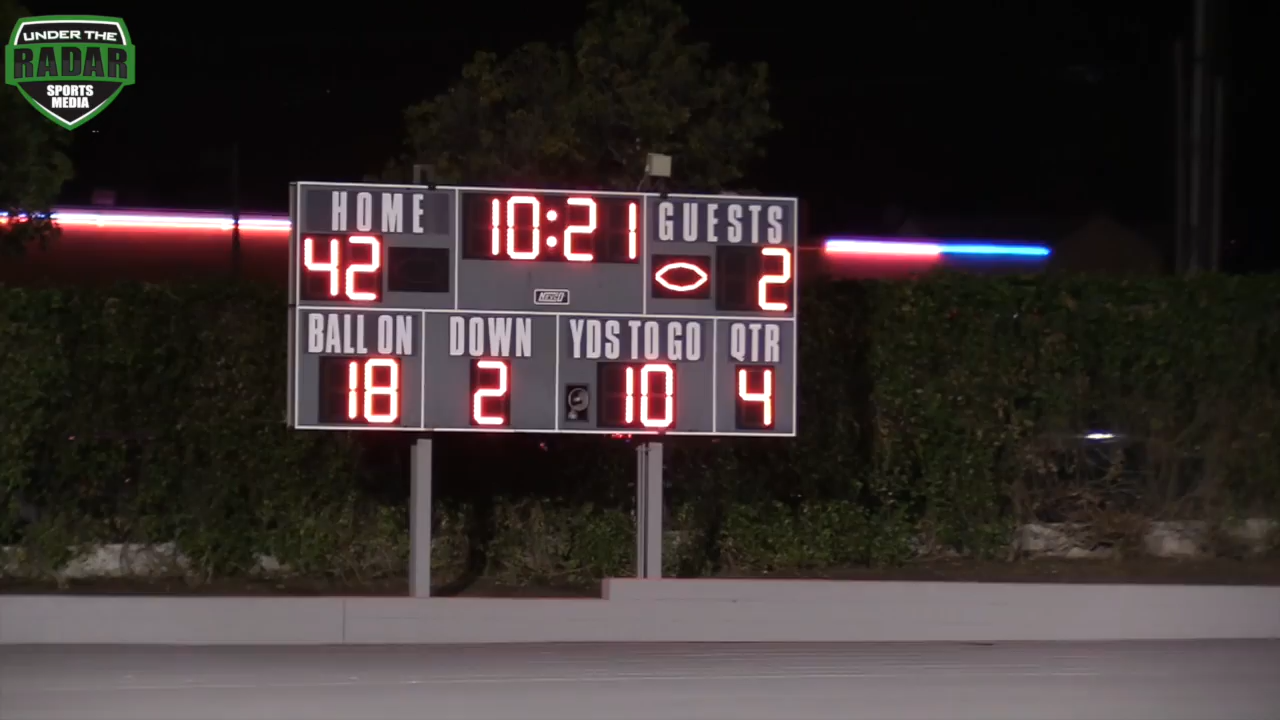 UNDER THE
RADAR
SPORTS
MEDIA
HOME 10:21 GUESTS
42 2
NEVCO
BALL ON DOWN YDS TO GO QTR
18 2 10 4